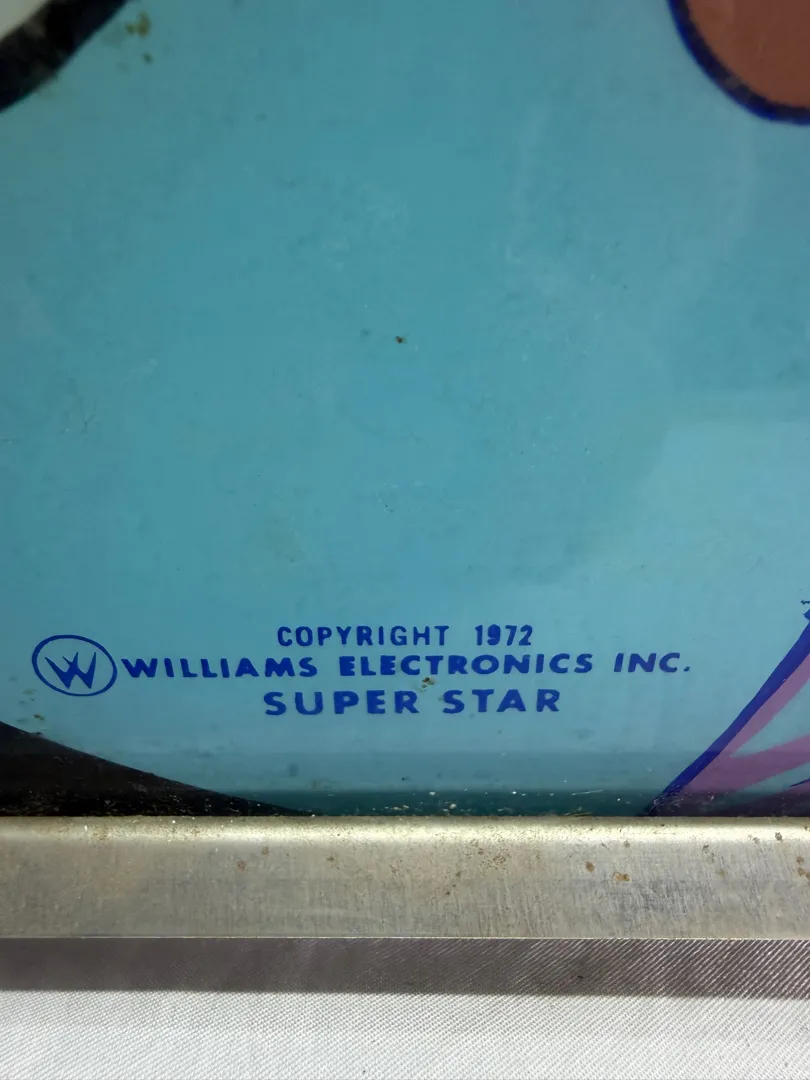 COPYRIGHT 1972
W WILLIAMS ELECTRONICS INC.
SUPER STAR